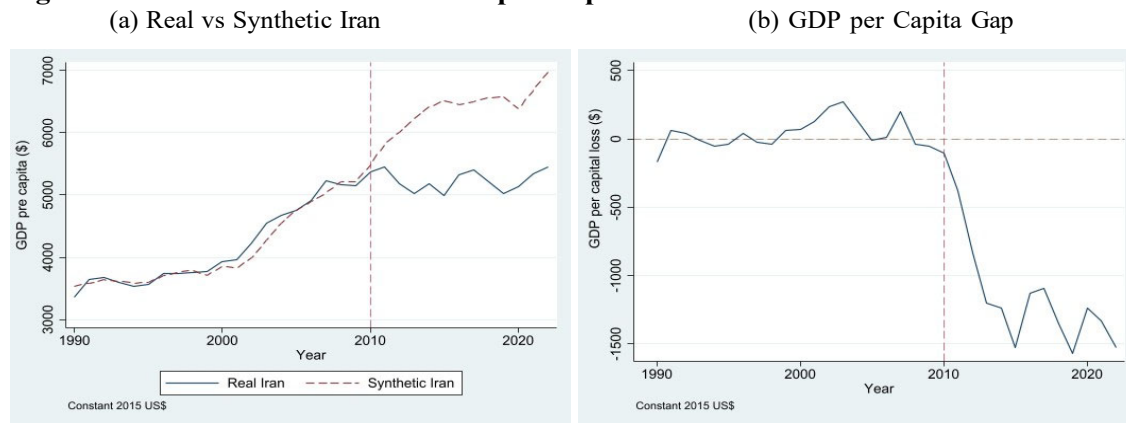 (a) Real vs Synthetic Iran
GDP pre capita ($)
7000
6000
5000
4000
3000
1990
2000
2010
2020
Year
Real Iran
Synthetic Iran
Constant 2015 US$
(b) GDP per Capita Gap
GDP per capital loss ($)
500
0
-500
-1000
-1500
1990
2000
2010
2020
Year
Constant 2015 US$